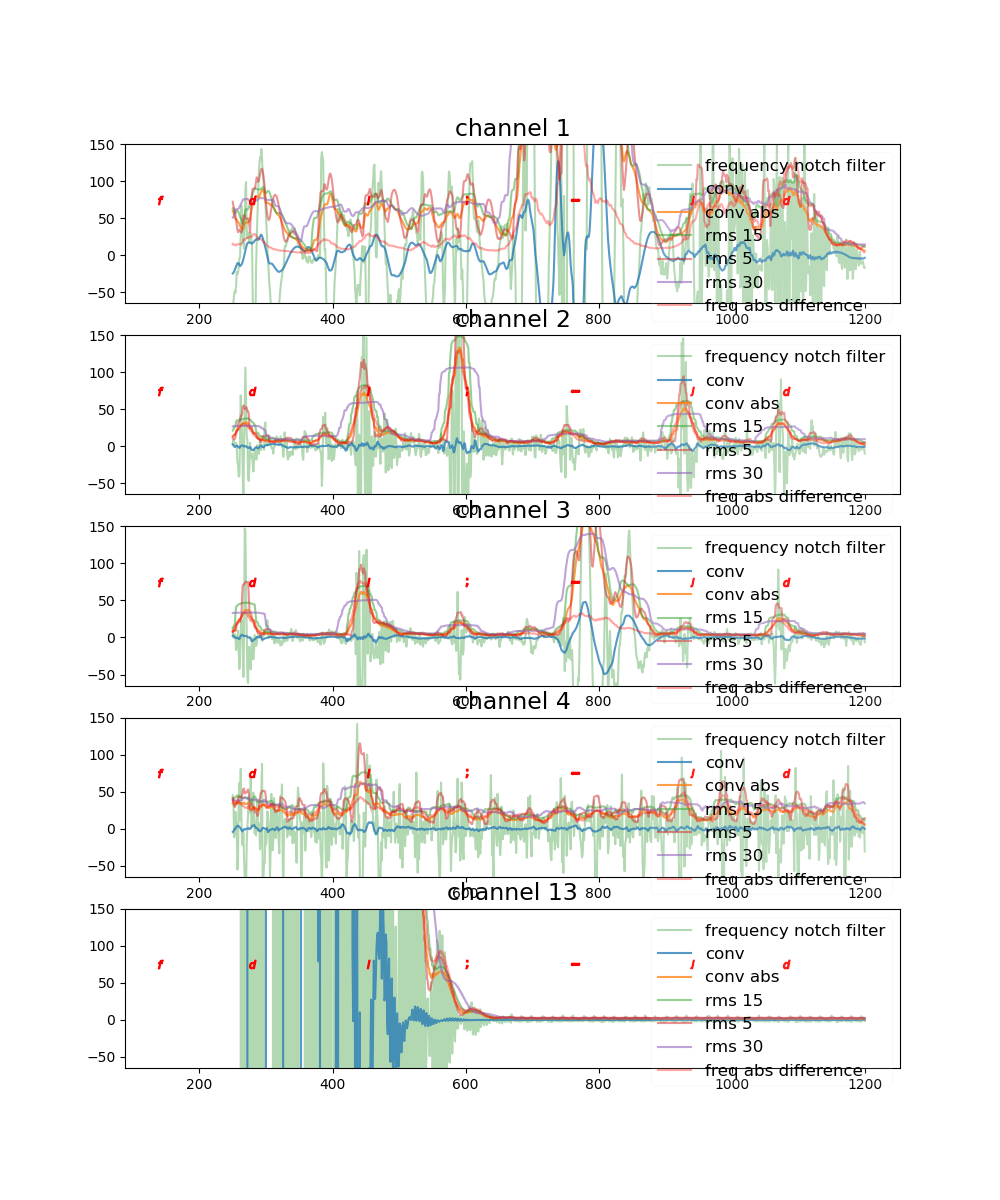 channel 1
150
100
50
0
−50
f d l ; − J d
frequency notch filter
conv
conv abs
rms 15
rms 5
rms 30
freq abs difference
200 400 600 800 1000 1200
channel 2
150
100
50
0
−50
f d l ; − J d
frequency notch filter
conv
conv abs
rms 15
rms 5
rms 30
freq abs difference
200 400 600 800 1000 1200
channel 3
150
100
50
0
−50
f d l ; − J d
frequency notch filter
conv
conv abs
rms 15
rms 5
rms 30
freq abs difference
200 400 600 800 1000 1200
channel 4
150
100
50
0
−50
f d l ; − J d
frequency notch filter
conv
conv abs
rms 15
rms 5
rms 30
freq abs difference
200 400 600 800 1000 1200
channel 13
150
100
50
0
−50
f d l ; − J d
frequency notch filter
conv
conv abs
rms 15
rms 5
rms 30
freq abs difference
200 400 600 800 1000 1200